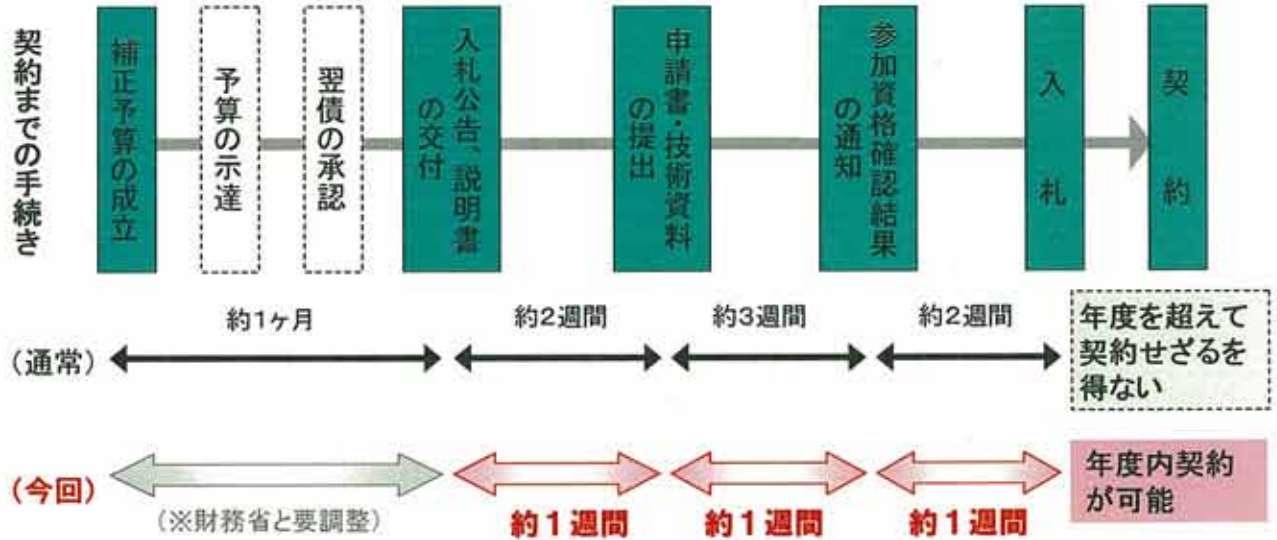 契約までの手続き
補正予算の成立
予算の示達
翌債の承認
入札公告、説明書
の交付
申請書・技術資料
の提出
参加資格確認結果
の通知
入札
契約
(通常)
約1ヶ月
約2週間
約3週間
約2週間
年度を超えて
契約せざるを
得ない
(今回)
(※財務省と要調整)
約1週間
約1週間
約1週間
年度内契約
が可能